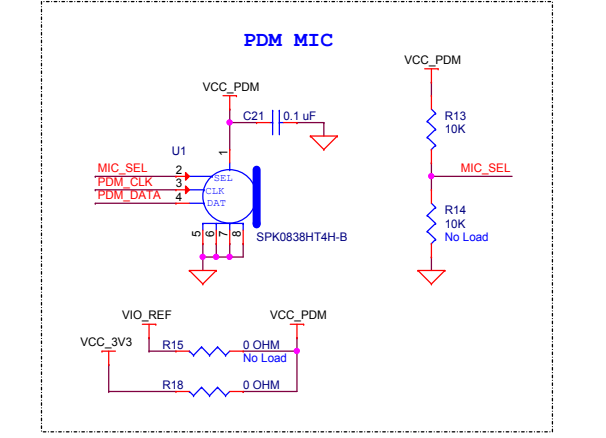 PDM MIC
VCC_PDM
VCC_PDM
C21 0.1 uF
R13
10K
U1
1
MIC_SEL 2 SEL
PDM_CLK 3 CLK
PDM_DATA 4 DAT
MIC_SEL
R14
10K
No Load
5 6 7 8
SPK0838HT4H-B
VIO_REF
VCC_PDM
VCC_3V3
R15 0 OHM
No Load
R18 0 OHM